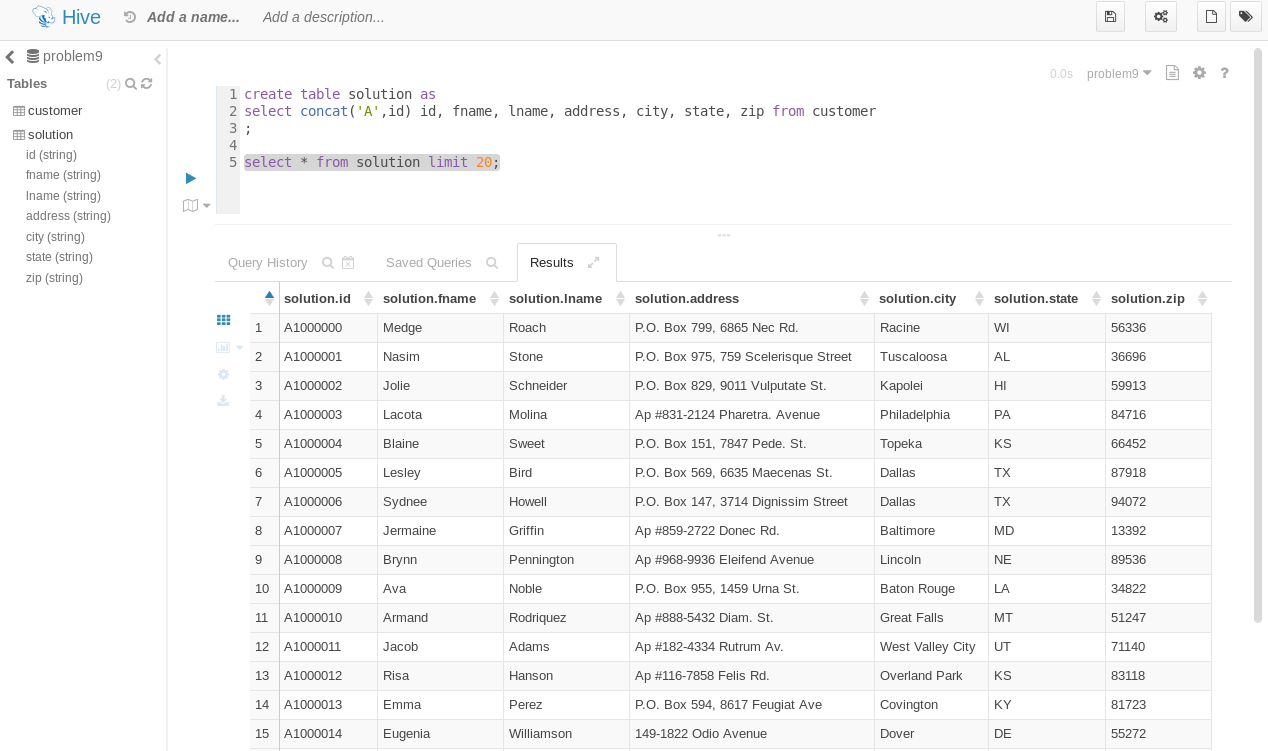 Hive Add a name... Add a description...
problem9
Tables (2)
customer
solution
id (string)
fname (string)
lname (string)
address (string)
city (string)
state (string)
zip (string)
0.0s problem9 ?
1 create table solution as
2 select concat('A',id) id, fname, lname, address, city, state, zip from customer
3 ;
4
5 select * from solution limit 20;
Query History Saved Queries Results
solution.id solution.fname solution.lname solution.address solution.city solution.state solution.zip
1 A1000000 Medge Roach P.O. Box 799, 6865 Nec Rd. Racine WI 56336
2 A1000001 Nasim Stone P.O. Box 975, 759 Scelerisque Street Tuscaloosa AL 36696
3 A1000002 Jolie Schneider P.O. Box 829, 9011 Vulputate St. Kapolei HI 59913
4 A1000003 Lacota Molina Ap #831-2124 Pharetra. Avenue Philadelphia PA 84716
5 A1000004 Blaine Sweet P.O. Box 151, 7847 Pede. St. Topeka KS 66452
6 A1000005 Lesley Bird P.O. Box 569, 6635 Maecenas St. Dallas TX 87918
7 A1000006 Sydnee Howell P.O. Box 147, 3714 Dignissim Street Dallas TX 94072
8 A1000007 Jermaine Griffin Ap #859-2722 Donec Rd. Baltimore MD 13392
9 A1000008 Brynn Pennington Ap #968-9936 Eleifend Avenue Lincoln NE 89536
10 A1000009 Ava Noble P.O. Box 955, 1459 Urna St. Baton Rouge LA 34822
11 A1000010 Armand Rodriquez Ap #888-5432 Diam. St. Great Falls MT 51247
12 A1000011 Jacob Adams Ap #182-4334 Rutrum Av. West Valley City UT 71140
13 A1000012 Risa Hanson Ap #116-7858 Felis Rd. Overland Park KS 83118
14 A1000013 Emma Perez P.O. Box 594, 8617 Feugiat Ave Covington KY 81723
15 A1000014 Eugenia Williamson 149-1822 Odio Avenue Dover DE 55272